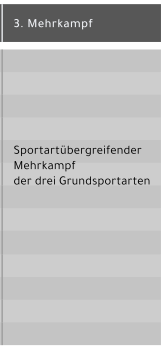 3. Mehrkampf
Sportartübergreifender
Mehrkampf
der drei Grundsportarten